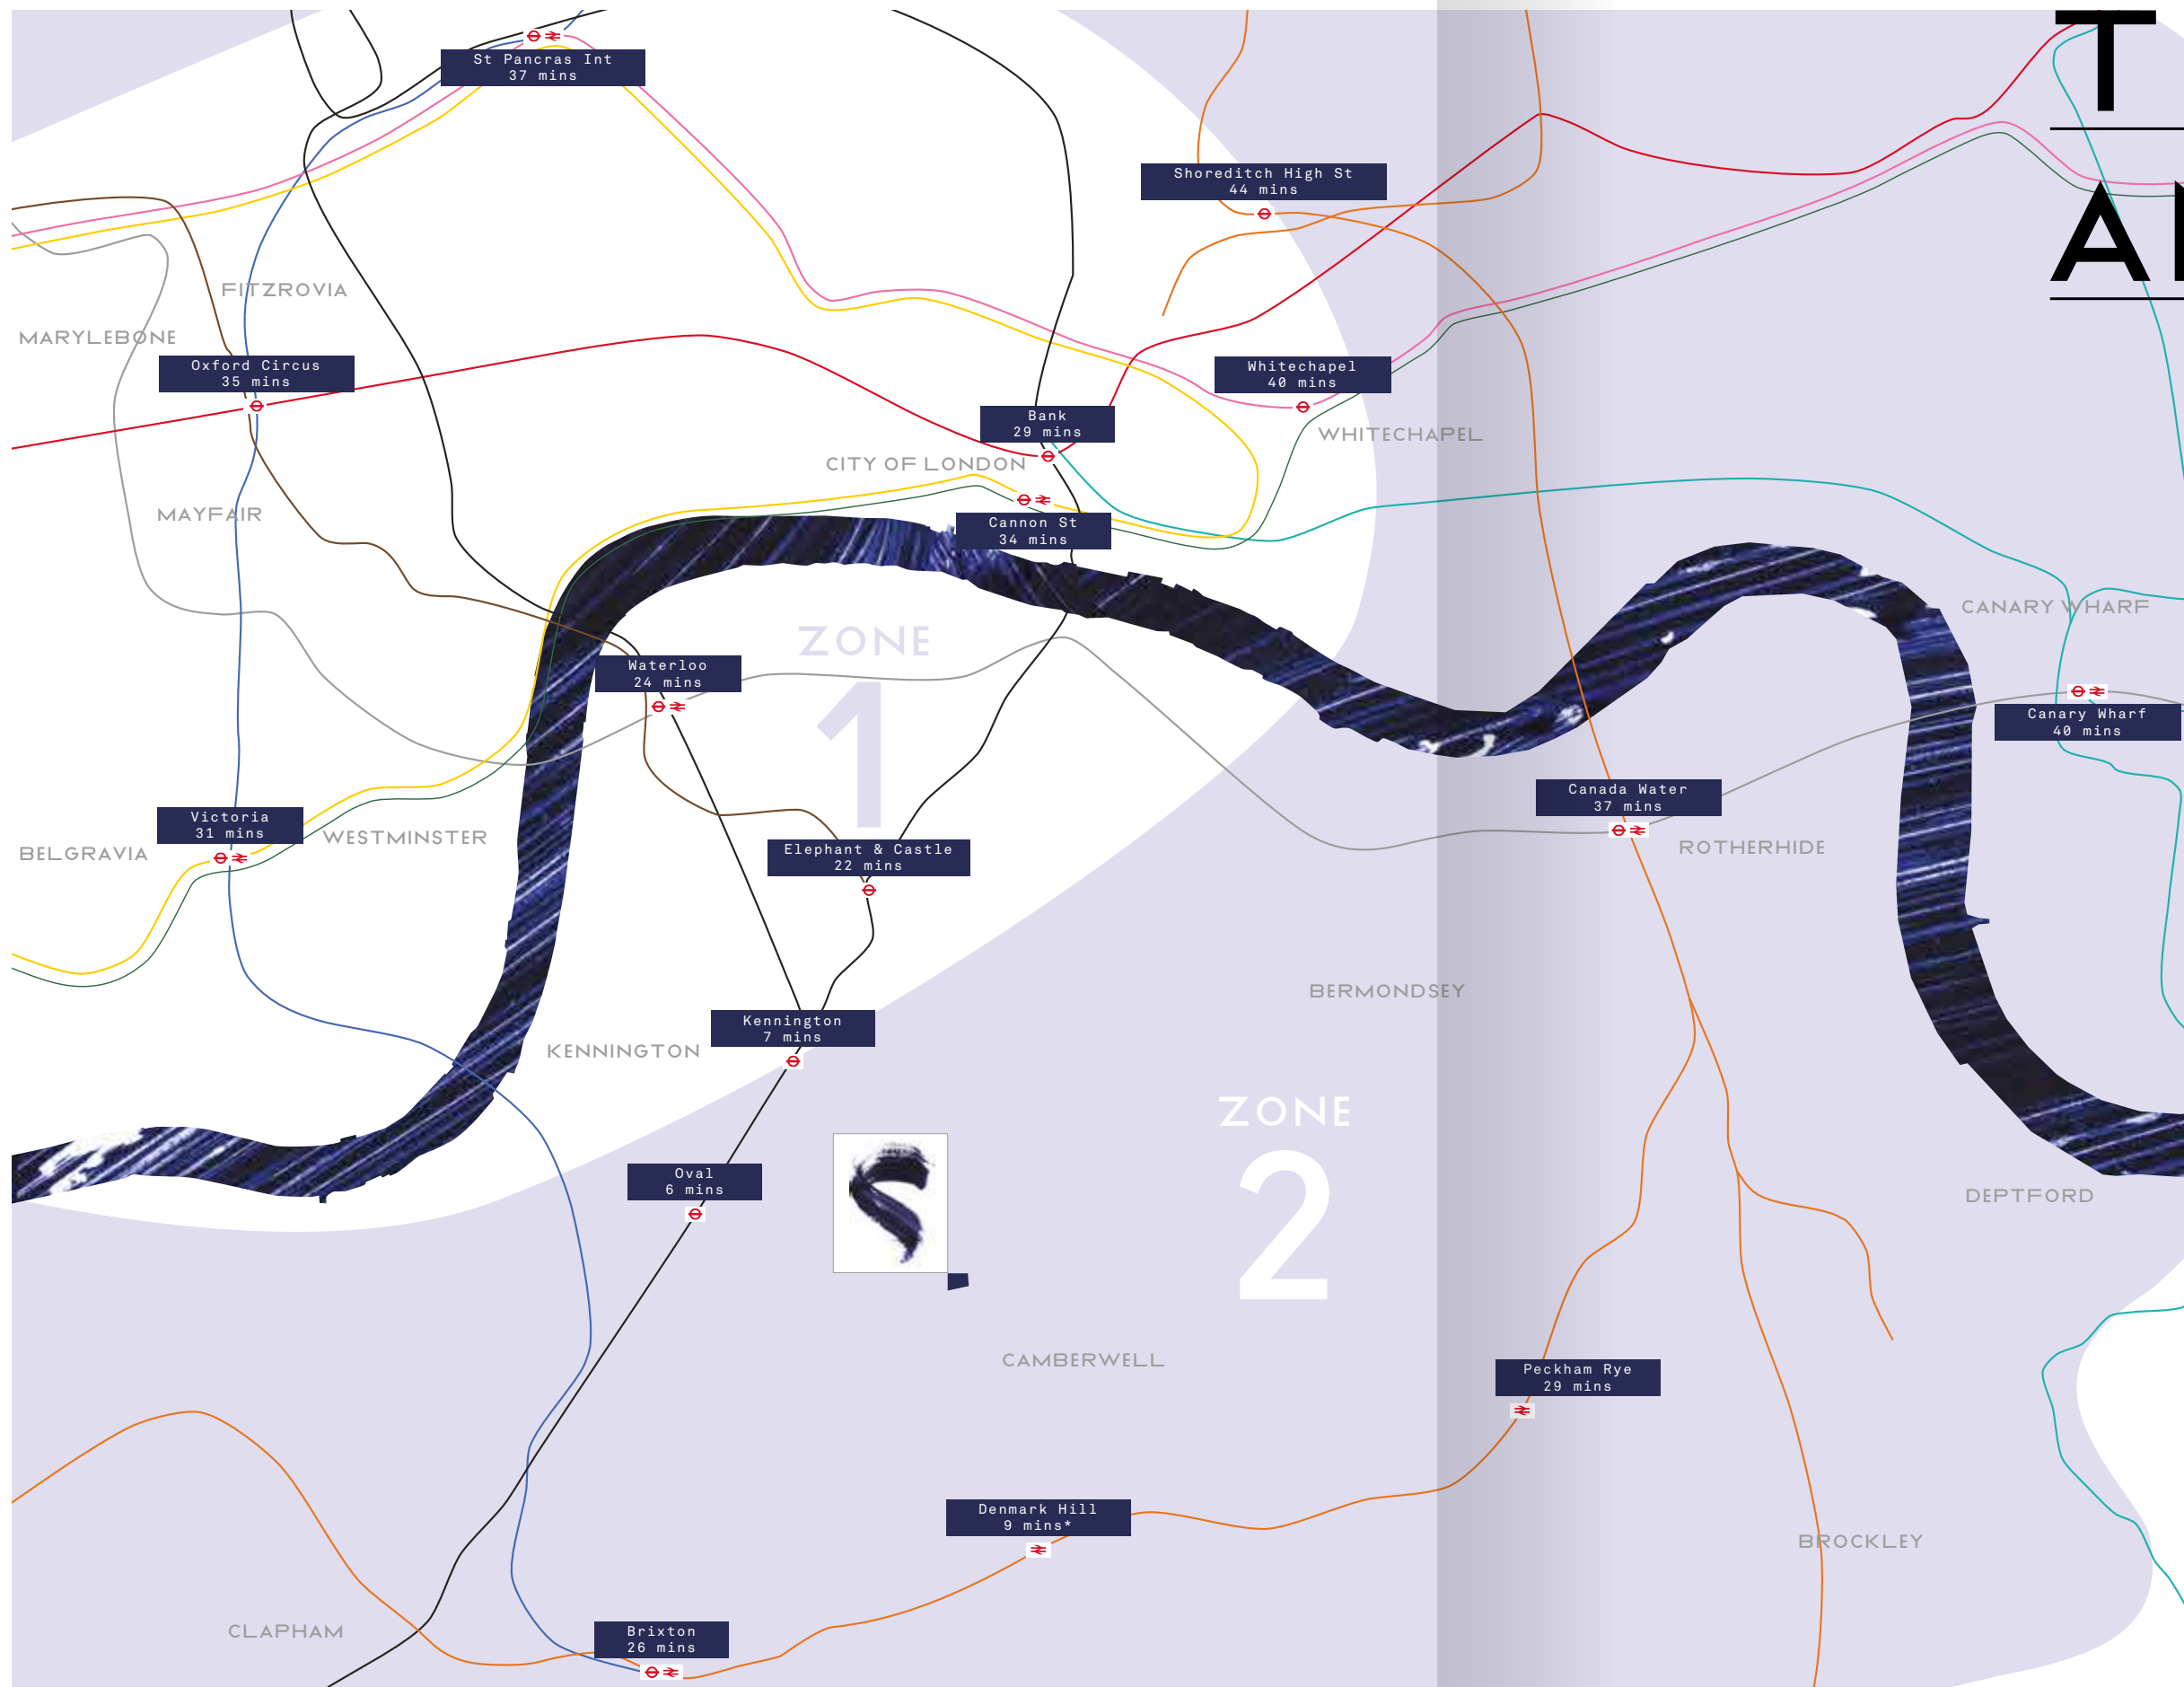 T
St Pancras Int
37 mins
Shoreditch High St
44 mins
A
FITZROVIA
MARYLEBONE
Oxford Circus
35 mins
Whitechapel
40 mins
Bank
29 mins
WHITECHAPEL
CITY OF LONDON
MAYFAIR
Cannon St
34 mins
CANARY WHARF
ZONE
1
Waterloo
24 mins
Canary Wharf
40 mins
Canada Water
37 mins
Victoria
31 mins
WESTMINSTER
BELGRAVIA
Elephant & Castle
22 mins
ROTHERHIDE
BERMONDSEY
Kennington
7 mins
KENNINGTON
ZONE
2
Oval
6 mins
DEPTFORD
CAMBERWELL
Peckham Rye
29 mins
Denmark Hill
9 mins*
BROCKLEY
CLAPHAM
Brixton
26 mins